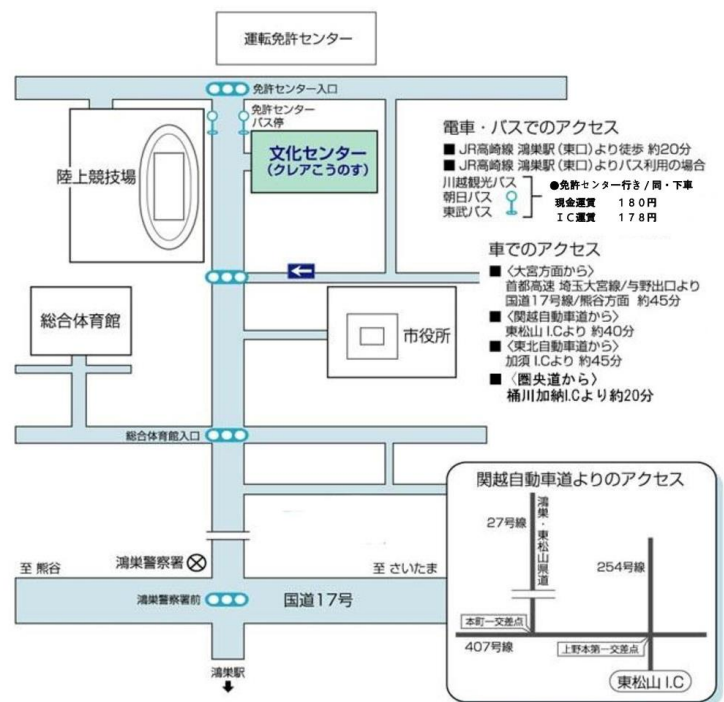 運転免許センター
免許センター入口
免許センター
バス停
文化センター
(クレアこうのす)
陸上競技場
総合体育館
市役所
総合体育館入口
至 熊谷
鴻巣警察署
至 さいたま
鴻巣警察署前
国道17号
鴻巣駅
電車・バスでのアクセス
■ JR高崎線 鴻巣駅(東口)より徒歩 約20分
■ JR高崎線 鴻巣駅(東口)よりバス利用の場合
川越観光バス
朝日バス
東武バス
●免許センター行き/同・下車
現金運賃 180円
IC運賃 178円
車でのアクセス
■〈大宮方面から〉
首都高速 埼玉大宮線/与野出口より
国道17号線/熊谷方面 約45分
■〈関越自動車道から〉
東松山 I.Cより 約40分
■〈東北自動車道から〉
加須 I.Cより 約45分
■〈圏央道から〉
桶川加納I.Cより約20分
関越自動車道よりのアクセス
27号線
鴻巣・東松山県道
254号線
本町一交差点
407号線
上野本第一交差点
東松山 I.C